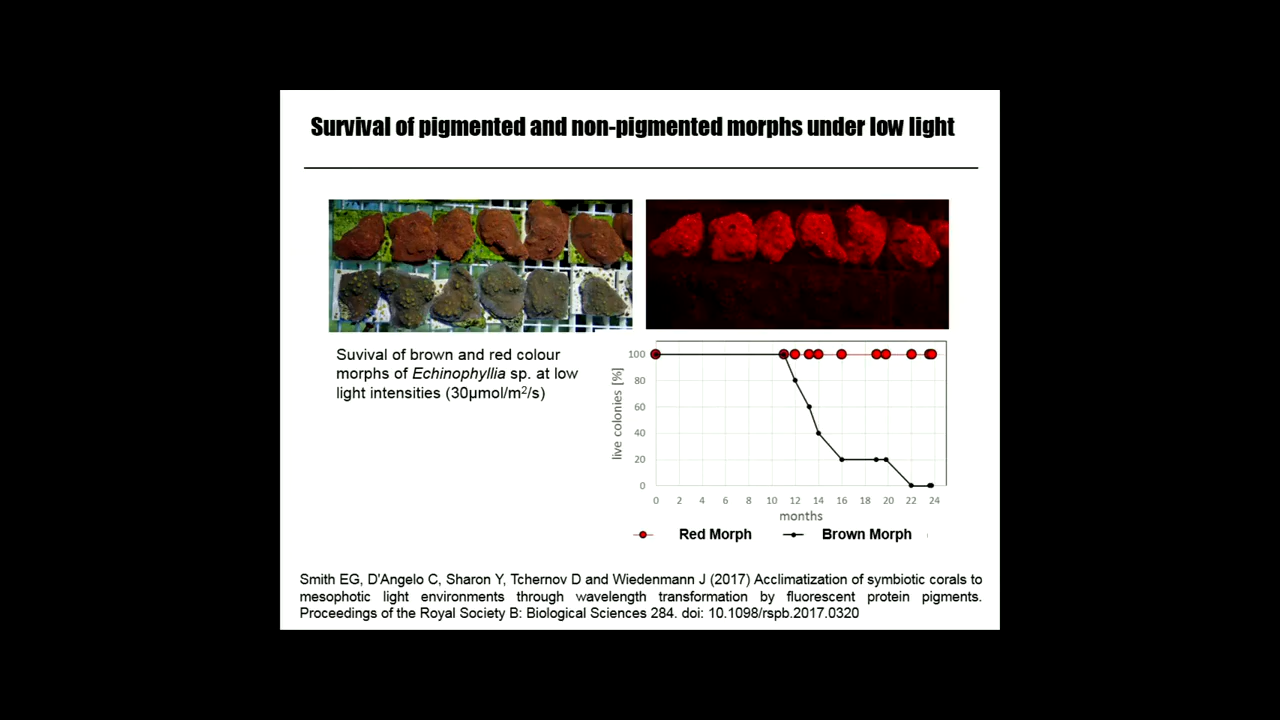 Survival of pigmented and non-pigmented morphs under low light
Suvival of brown and red colour
morphs of Echinophyllia sp. at low
light intensities (30µmol/m²/s)
live colonies [%]
100
80
60
40
20
0
0 2 4 6 8 10 12 14 16 18 20 22 24
months
Red Morph Brown Morph
Smith EG, D'Angelo C, Sharon Y, Tchernov D and Wiedenmann J (2017) Acclimatization of symbiotic corals to
mesophotic light environments through wavelength transformation by fluorescent protein pigments.
Proceedings of the Royal Society B: Biological Sciences 284. doi: 10.1098/rspb.2017.0320